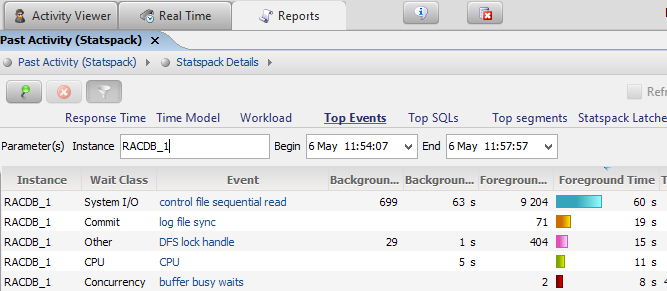 Activity Viewer Real Time Reports
Past Activity (Statspack)
Past Activity (Statspack) Statspack Details
Refr
Response Time Time Model Workload Top Events Top SQLs Top segments Statspack Latche
Parameter(s) Instance RACDB_1 Begin 6 May 11:54:07 End 6 May 11:57:57
Instance Wait Class Event Backgroun... Backgroun... Foregroun... Foreground Time
RACDB_1 System I/O control file sequential read 699 63 s 9 204 60 s
RACDB_1 Commit log file sync 71 19 s
RACDB_1 Other DFS lock handle 29 1 s 404 15 s
RACDB_1 CPU CPU 5 s 11 s
RACDB_1 Concurrency buffer busy waits 2 8 s